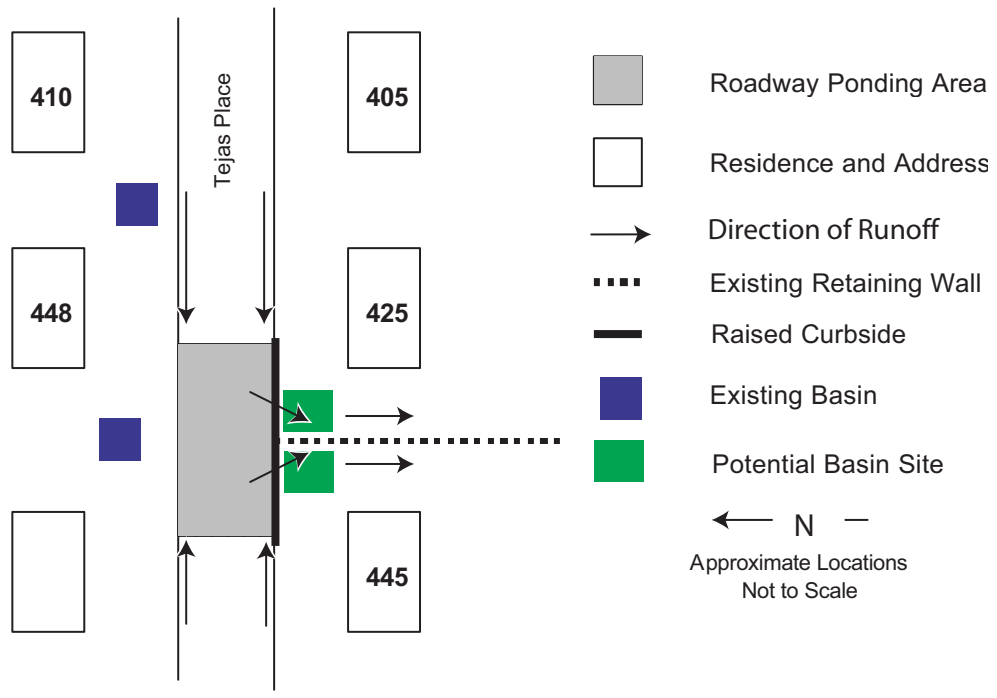 410
Tejas Place
405
448
425
445
Roadway Ponding Area
Residence and Address
Direction of Runoff
Existing Retaining Wall
Raised Curbside
Existing Basin
Potential Basin Site
N
Approximate Locations
Not to Scale